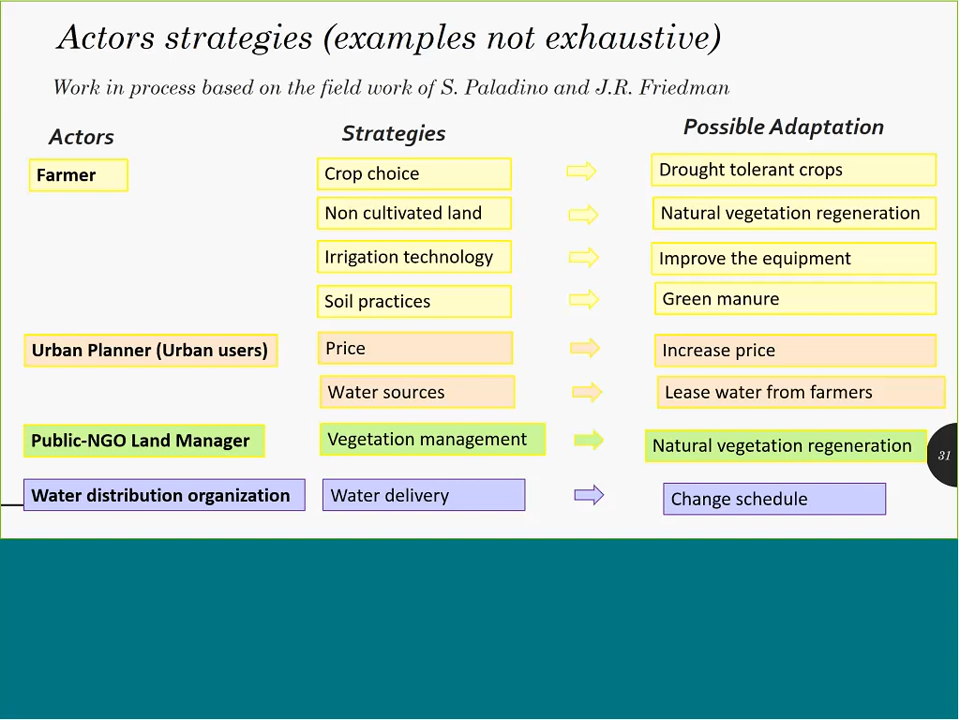 Actors strategies (examples not exhaustive)
Work in process based on the field work of S. Paladino and J.R. Friedman
Actors Strategies Possible Adaptation
Farmer Crop choice Drought tolerant crops
Non cultivated land Natural vegetation regeneration
Irrigation technology Improve the equipment
Soil practices Green manure
Urban Planner (Urban users) Price Increase price
Water sources Lease water from farmers
Public-NGO Land Manager Vegetation management Natural vegetation regeneration
31
Water distribution organization Water delivery Change schedule